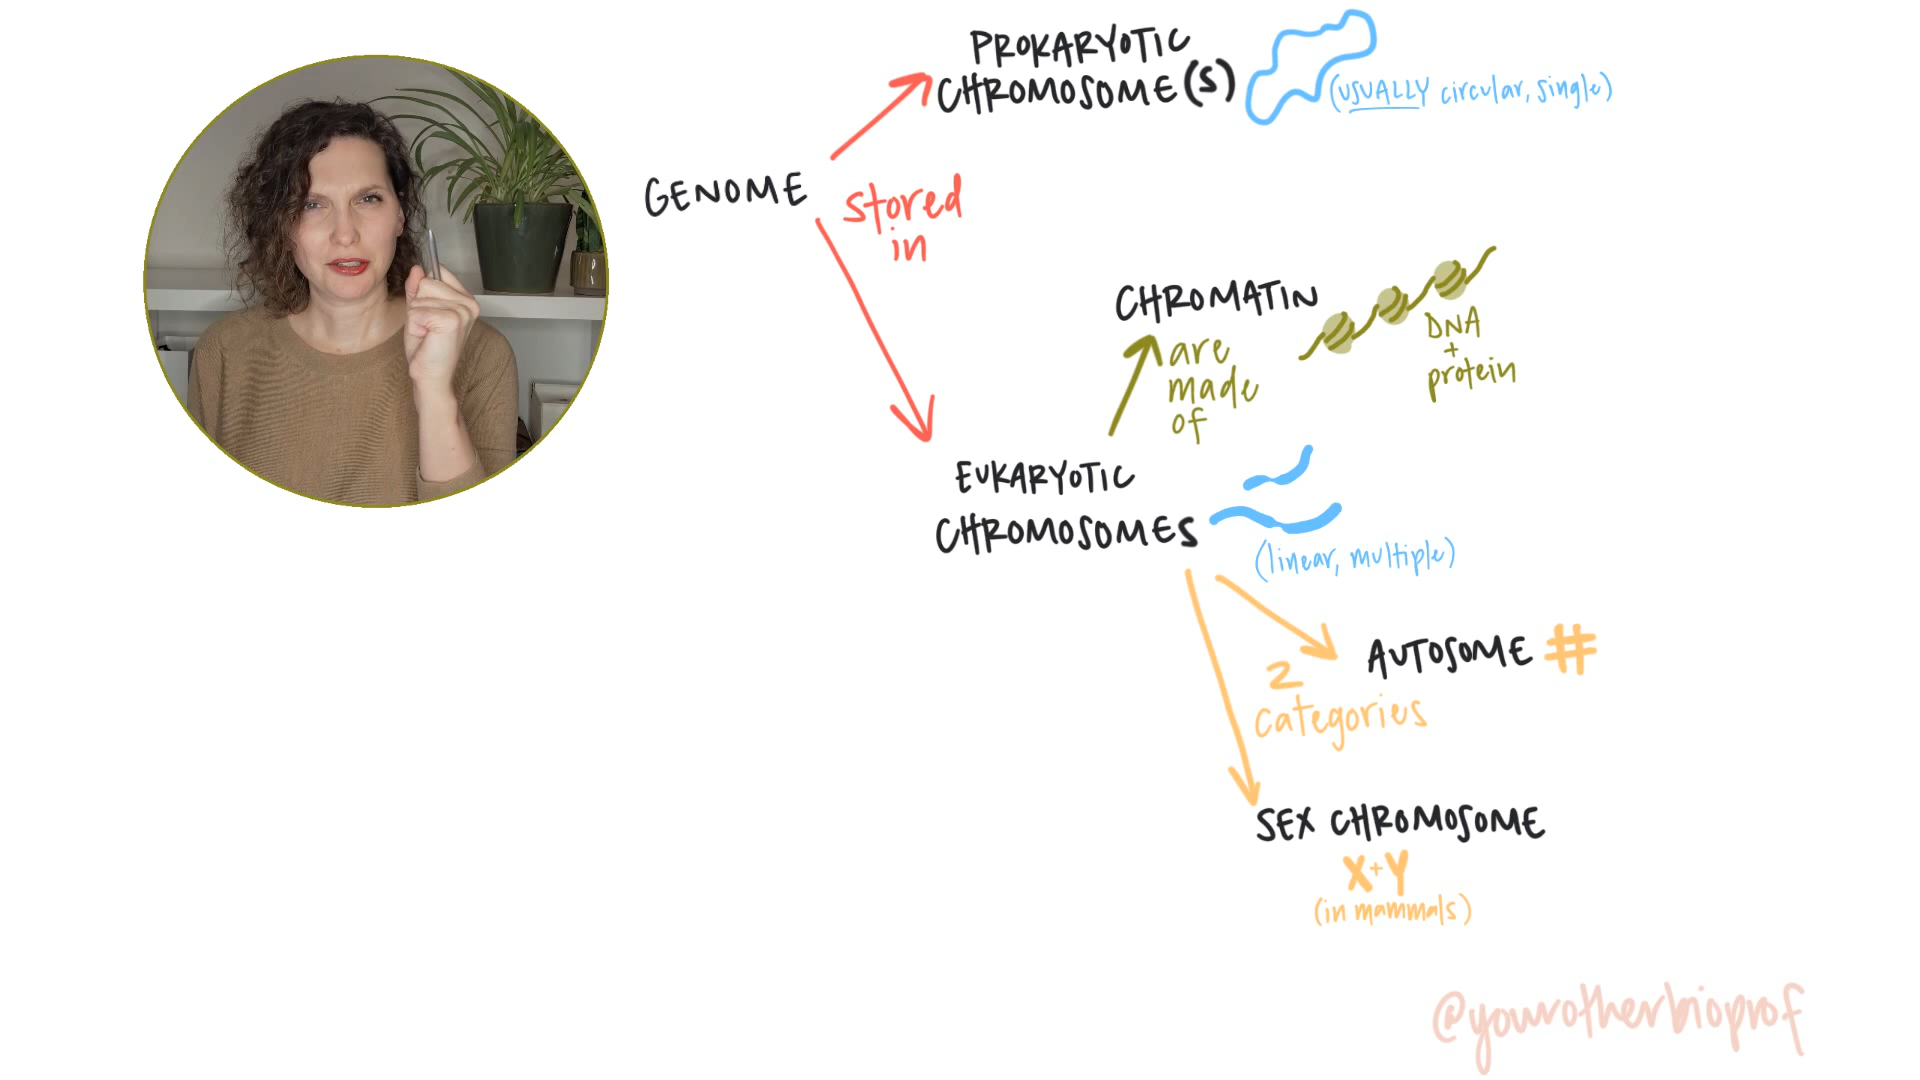 PROKARYOTIC
CHROMOSOME(S)
(USUALLY circular, single)
GENOME
stored
in
CHROMATIN
DNA
+
protein
are
made
of
EUKARYOTIC
CHROMOSOMES
(linear, multiple)
AUTOSOME #
2
categories
SEX CHROMOSOME
X+Y
(in mammals)
@yourotherbioprof